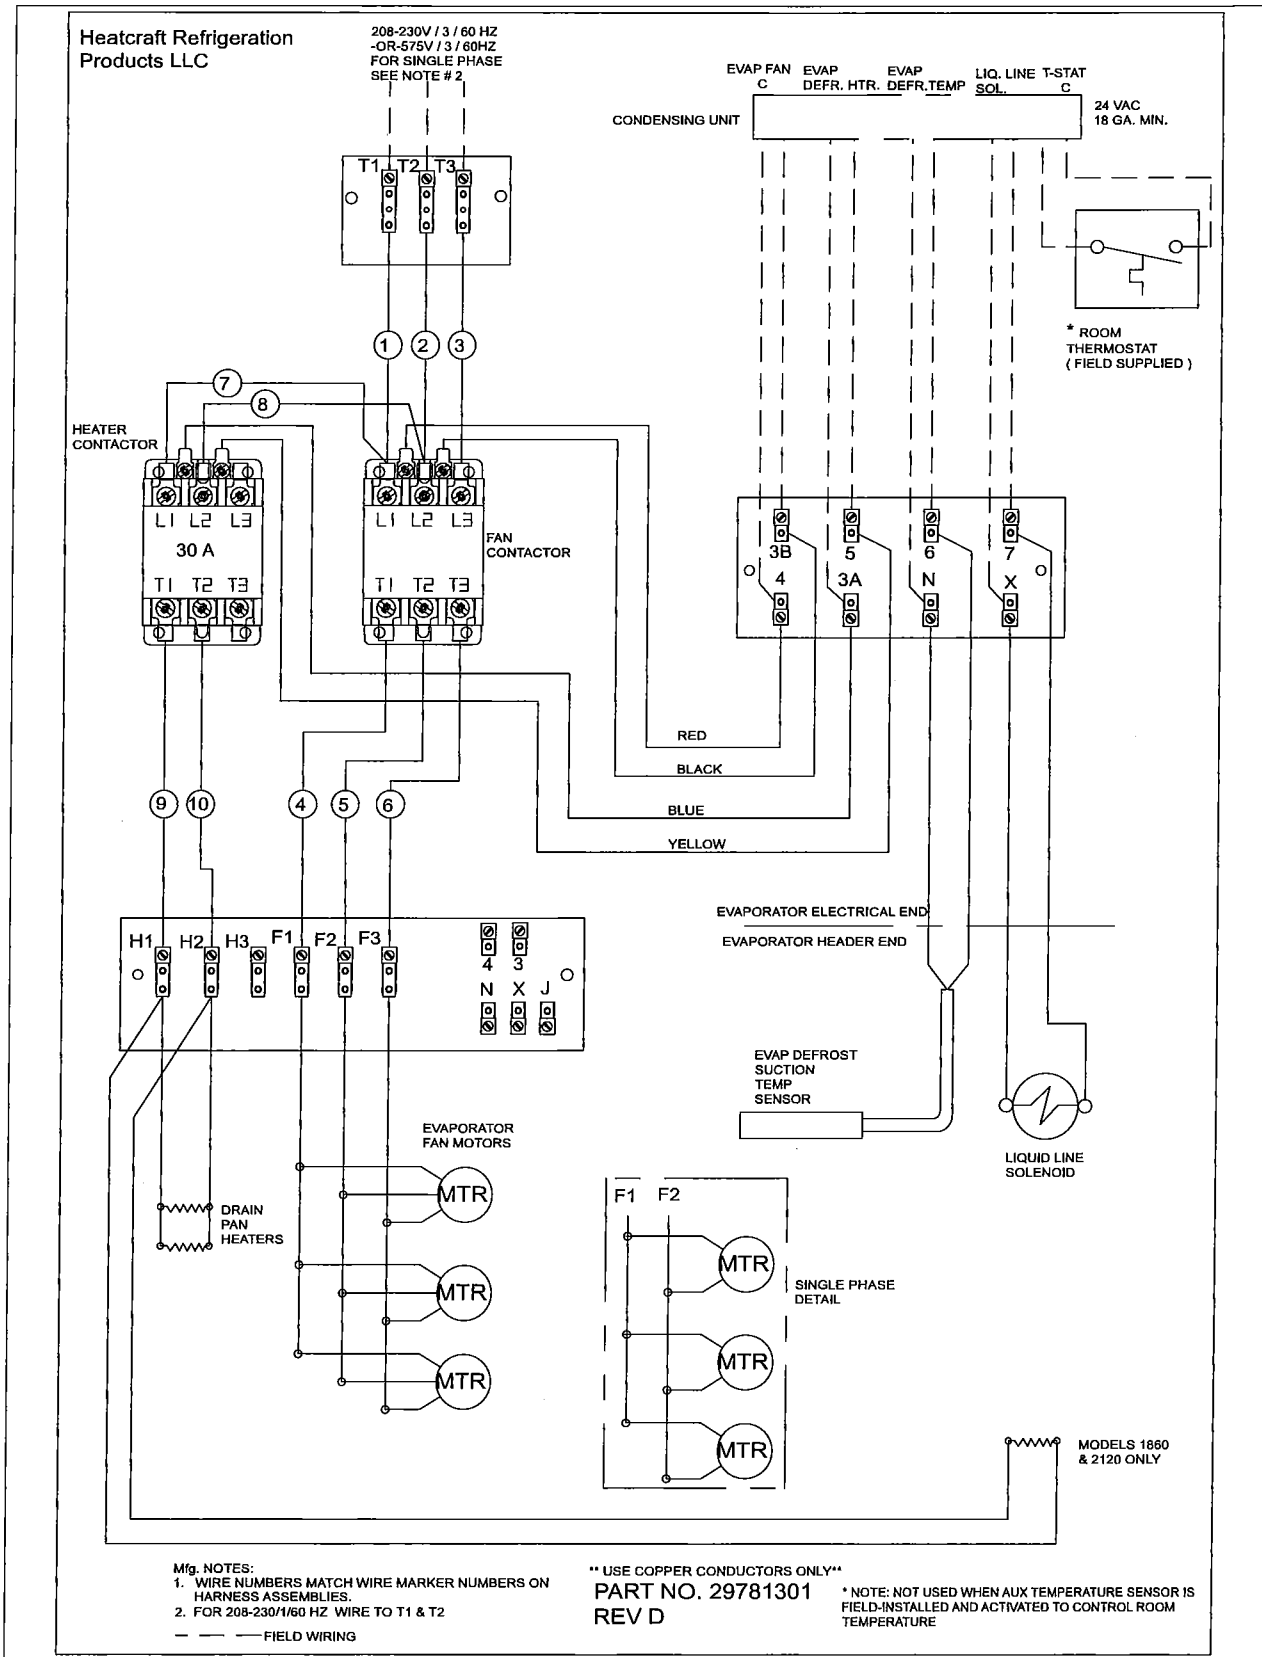 Heatcraft Refrigeration
Products LLC
208-230V / 3 / 60 HZ
-OR-575V / 3 / 60HZ
FOR SINGLE PHASE
SEE NOTE # 2
EVAP FAN
C
EVAP
DEFR. HTR.
EVAP
DEFR.TEMP
LIQ. LINE
SOL.
T-STAT
C
CONDENSING UNIT
24 VAC
18 GA. MIN.
T1 T2 T3
* ROOM
THERMOSTAT
( FIELD SUPPLIED )
1 2 3
7
8
HEATER
CONTACTOR
L1 L2 L3
30 A
T1 T2 T3
L1 L2 L3
T1 T2 T3
FAN
CONTACTOR
3B 5 6 7
4 3A N X
RED
BLACK
BLUE
YELLOW
9 10 4 5 6
EVAPORATOR ELECTRICAL END
EVAPORATOR HEADER END
H1 H2 H3 F1 F2 F3
4 3
N X J
EVAP DEFROST
SUCTION
TEMP
SENSOR
LIQUID LINE
SOLENOID
EVAPORATOR
FAN MOTORS
MTR
MTR
MTR
DRAIN
PAN
HEATERS
F1 F2
MTR
MTR
MTR
SINGLE PHASE
DETAIL
MODELS 1860
& 2120 ONLY
Mfg. NOTES:
1. WIRE NUMBERS MATCH WIRE MARKER NUMBERS ON
HARNESS ASSEMBLIES.
2. FOR 208-230/1/60 HZ WIRE TO T1 & T2
FIELD WIRING
** USE COPPER CONDUCTORS ONLY**
PART NO. 29781301
REV D
* NOTE: NOT USED WHEN AUX TEMPERATURE SENSOR IS
FIELD-INSTALLED AND ACTIVATED TO CONTROL ROOM
TEMPERATURE